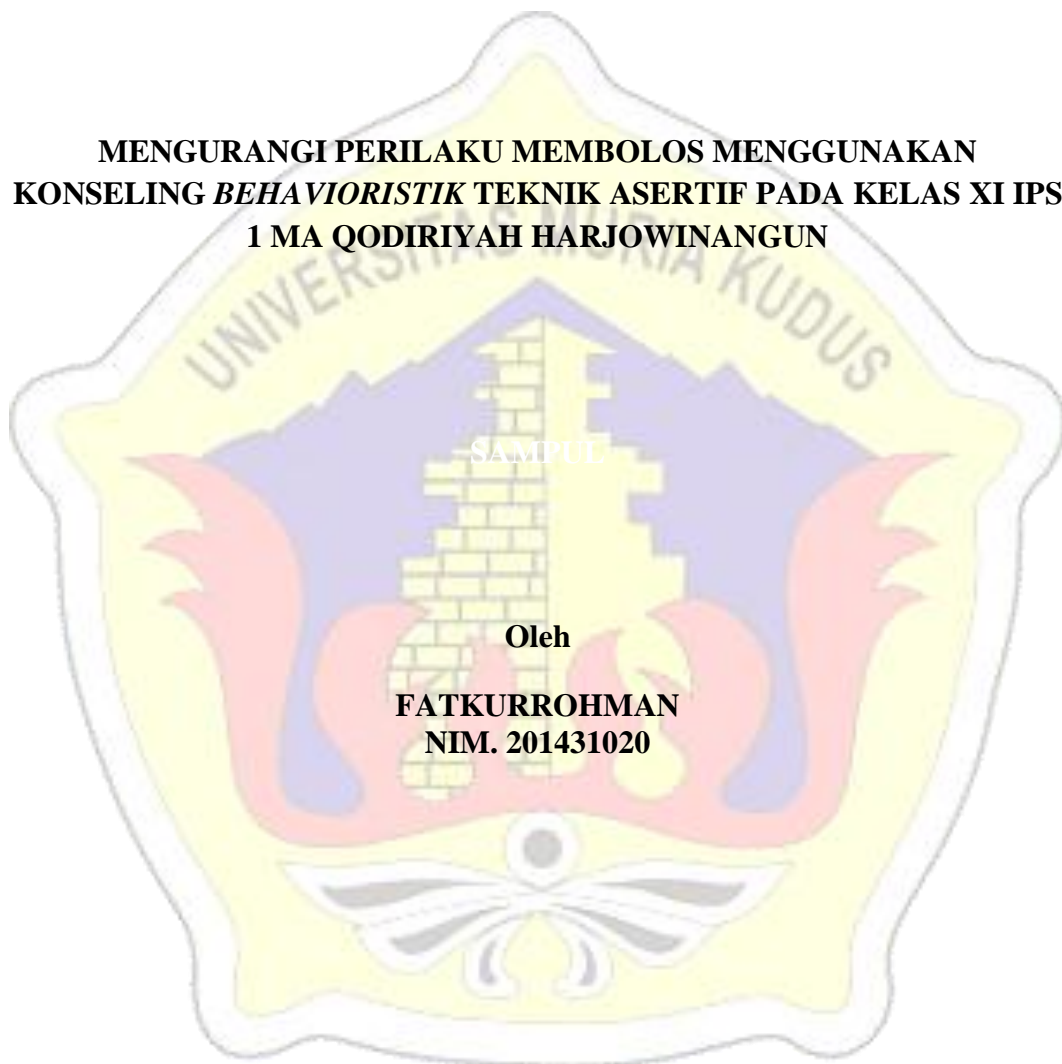 MENGURANGI PERILAKU MEMBOLOS MENGGUNAKAN
KONSELING BEHAVIORISTIK TEKNIK ASERTIF PADA KELAS XI IPS
1 MA QODIRIYAH HARJOWINANGUN
UNIVERSITAS MURIA KUDUS
SAMPUL
Oleh
FATKURROHMAN
NIM. 201431020